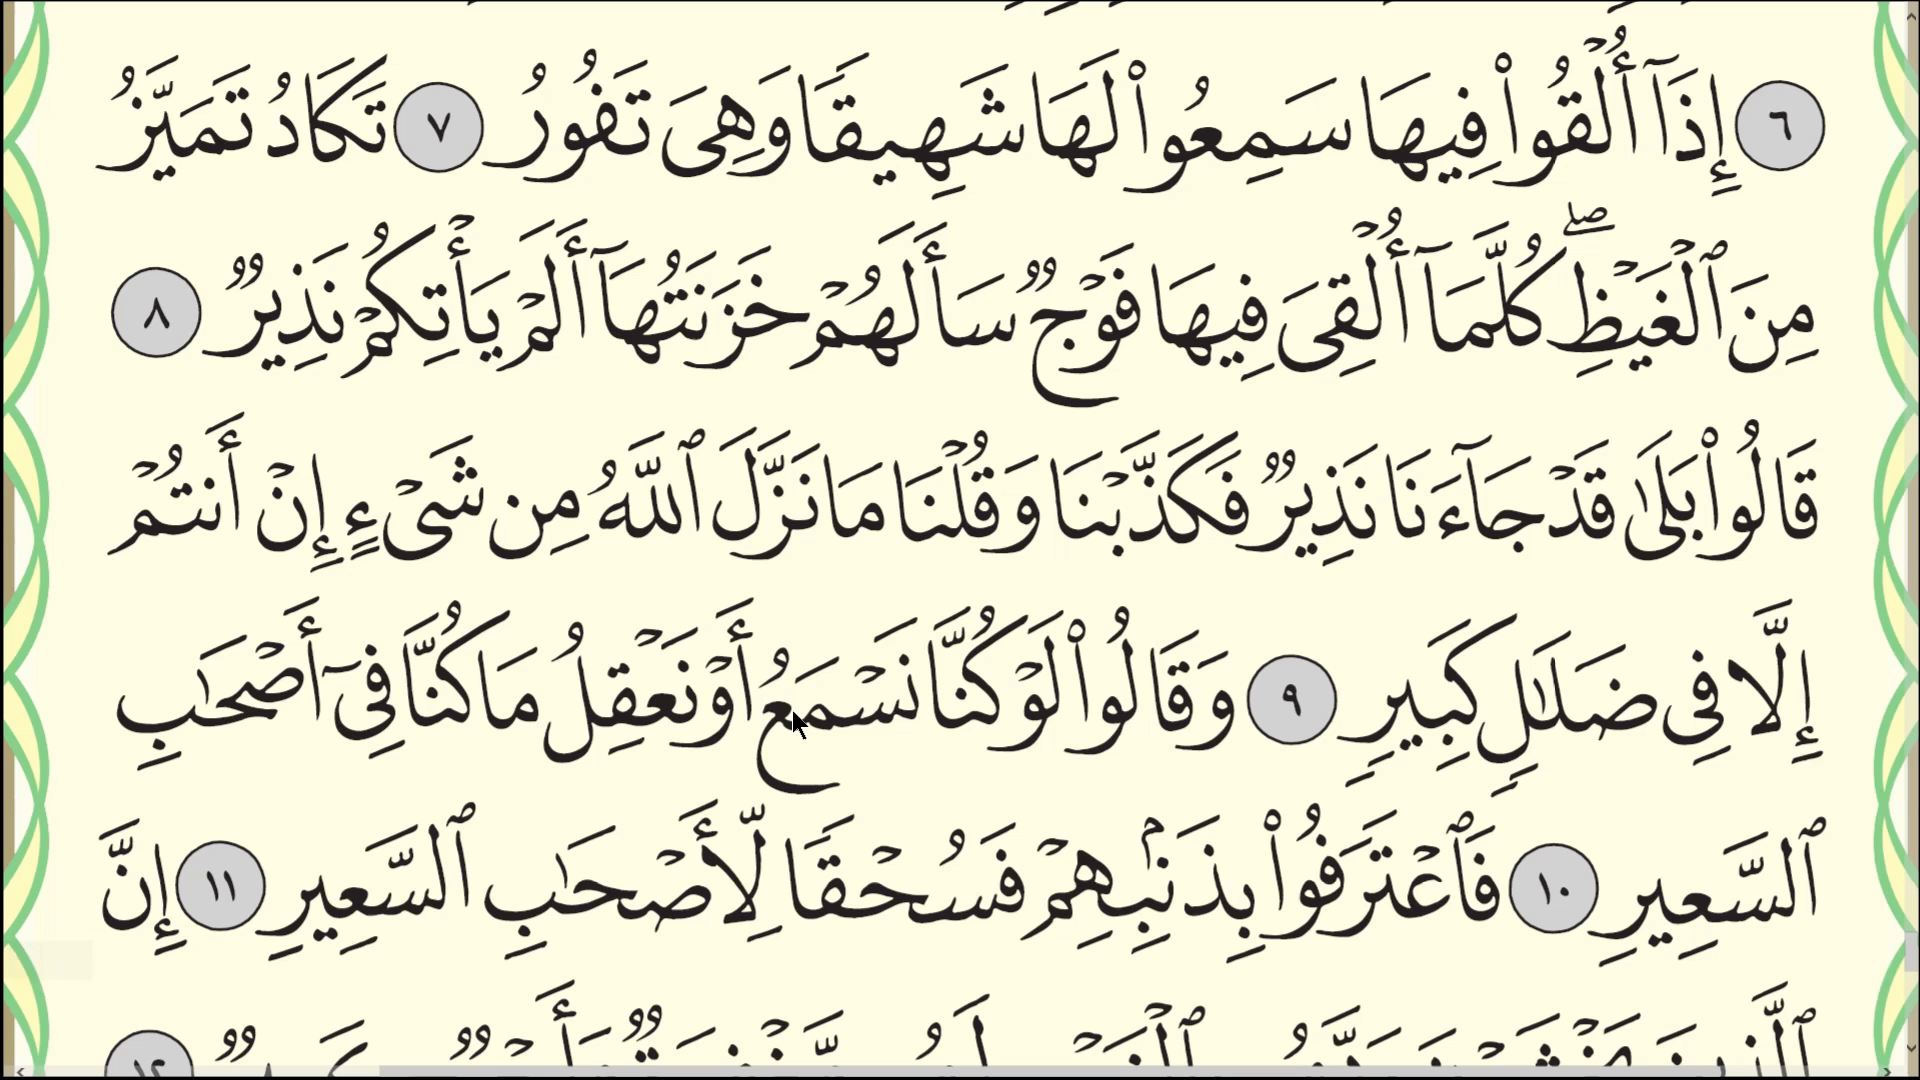 ٦ إِذَآ أُلْقُوا۟ فِيهَا سَمِعُوا۟ لَهَا شَهِيقًا وَهِىَ تَفُورُ ٧ تَكَادُ تَمَيَّزُ
مِنَ ٱلْغَيْظِ ۖ كُلَّمَآ أُلْقِىَ فِيهَا فَوْجٌ سَأَلَهُمْ خَزَنَتُهَآ أَلَمْ يَأْتِكُمْ نَذِيرٌ ٨
قَالُوا۟ بَلَىٰ قَدْ جَآءَنَا نَذِيرٌ فَكَذَّبْنَا وَقُلْنَا مَا نَزَّلَ ٱللَّهُ مِن شَىْءٍ إِنْ أَنتُمْ
إِلَّا فِى ضَلَـٰلٍ كَبِيرٍ ٩ وَقَالُوا۟ لَوْ كُنَّا نَسْمَعُ أَوْ نَعْقِلُ مَا كُنَّا فِىٓ أَصْحَـٰبِ
ٱلسَّعِيرِ ١٠ فَٱعْتَرَفُوا۟ بِذَنۢبِهِمْ فَسُحْقًا لِّأَصْحَـٰبِ ٱلسَّعِيرِ ١١ إِنَّ